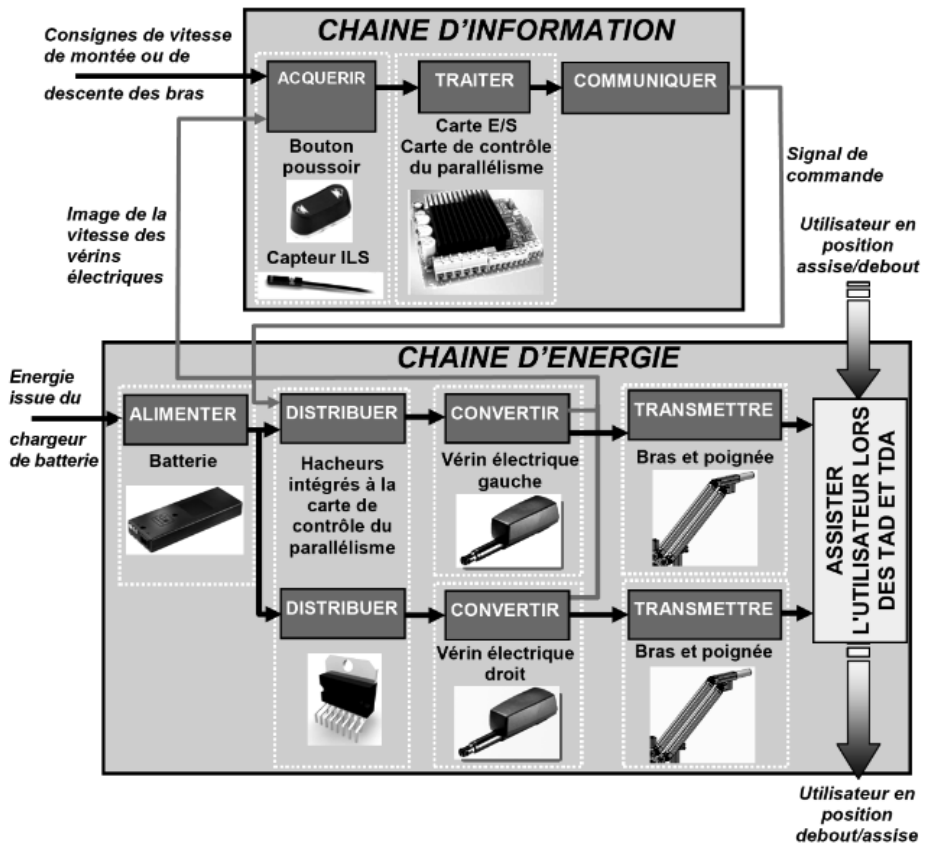 CHAINE D'INFORMATION
Consignes de vitesse
de montée ou de
descente des bras
ACQUERIR
TRAITER
COMMUNIQUER
Bouton
poussoir
Capteur ILS
Carte E/S
Carte de contrôle
du parallélisme
Signal de
commande
Image de la
vitesse des
vérins
électriques
Utilisateur en
position
assise/debout
CHAINE D'ENERGIE
Energie
issue du
chargeur
de batterie
ALIMENTER
Batterie
DISTRIBUER
Hacheurs
intégrés à la
carte de
contrôle du
parallélisme
CONVERTIR
Vérin électrique
gauche
TRANSMETTRE
Bras et poignée
DISTRIBUER
CONVERTIR
Vérin électrique
droit
TRANSMETTRE
Bras et poignée
ASSISTER
L'UTILISATEUR LORS
DES TAD ET TDA
Utilisateur en
position
debout/assise